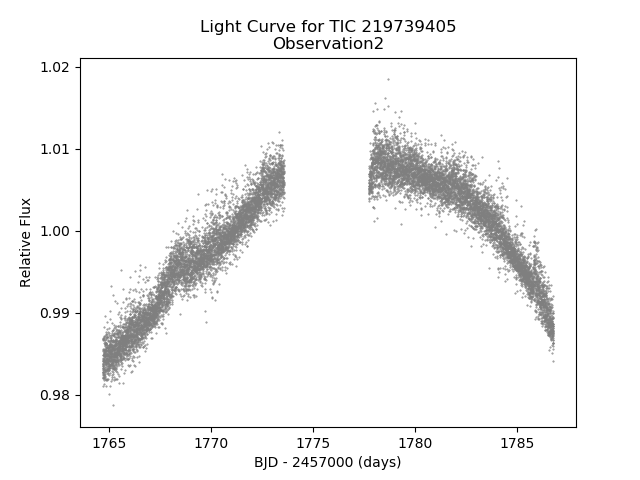 Light Curve for TIC 219739405
Observation2
1.02
1.01
1.00
0.99
0.98
Relative Flux
1765
1770
1775
1780
1785
BJD - 2457000 (days)